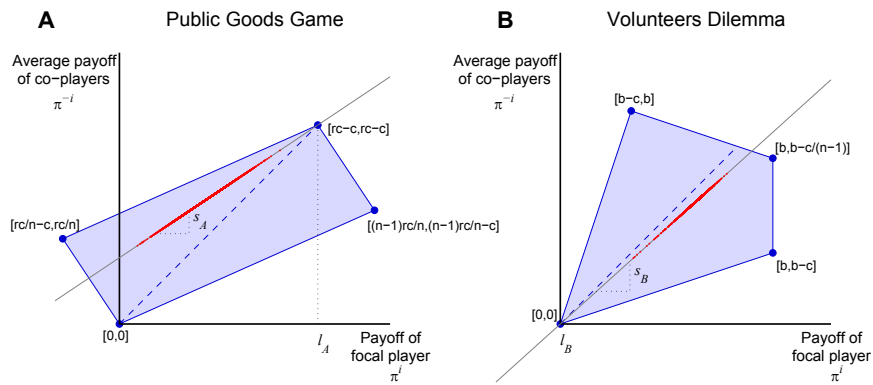 A
Public Goods Game
Average payoff
of co−players
π⁻ⁱ
[rc−c,rc−c]
[rc/n−c,rc/n]
s_A
[(n−1)rc/n,(n−1)rc/n−c]
[0,0]
l_A
Payoff of
focal player
πⁱ
B
Volunteers Dilemma
Average payoff
of co−players
π⁻ⁱ
[b−c,b]
[b,b−c/(n−1)]
s_B
[b,b−c]
[0,0]
l_B
Payoff of
focal player
πⁱ